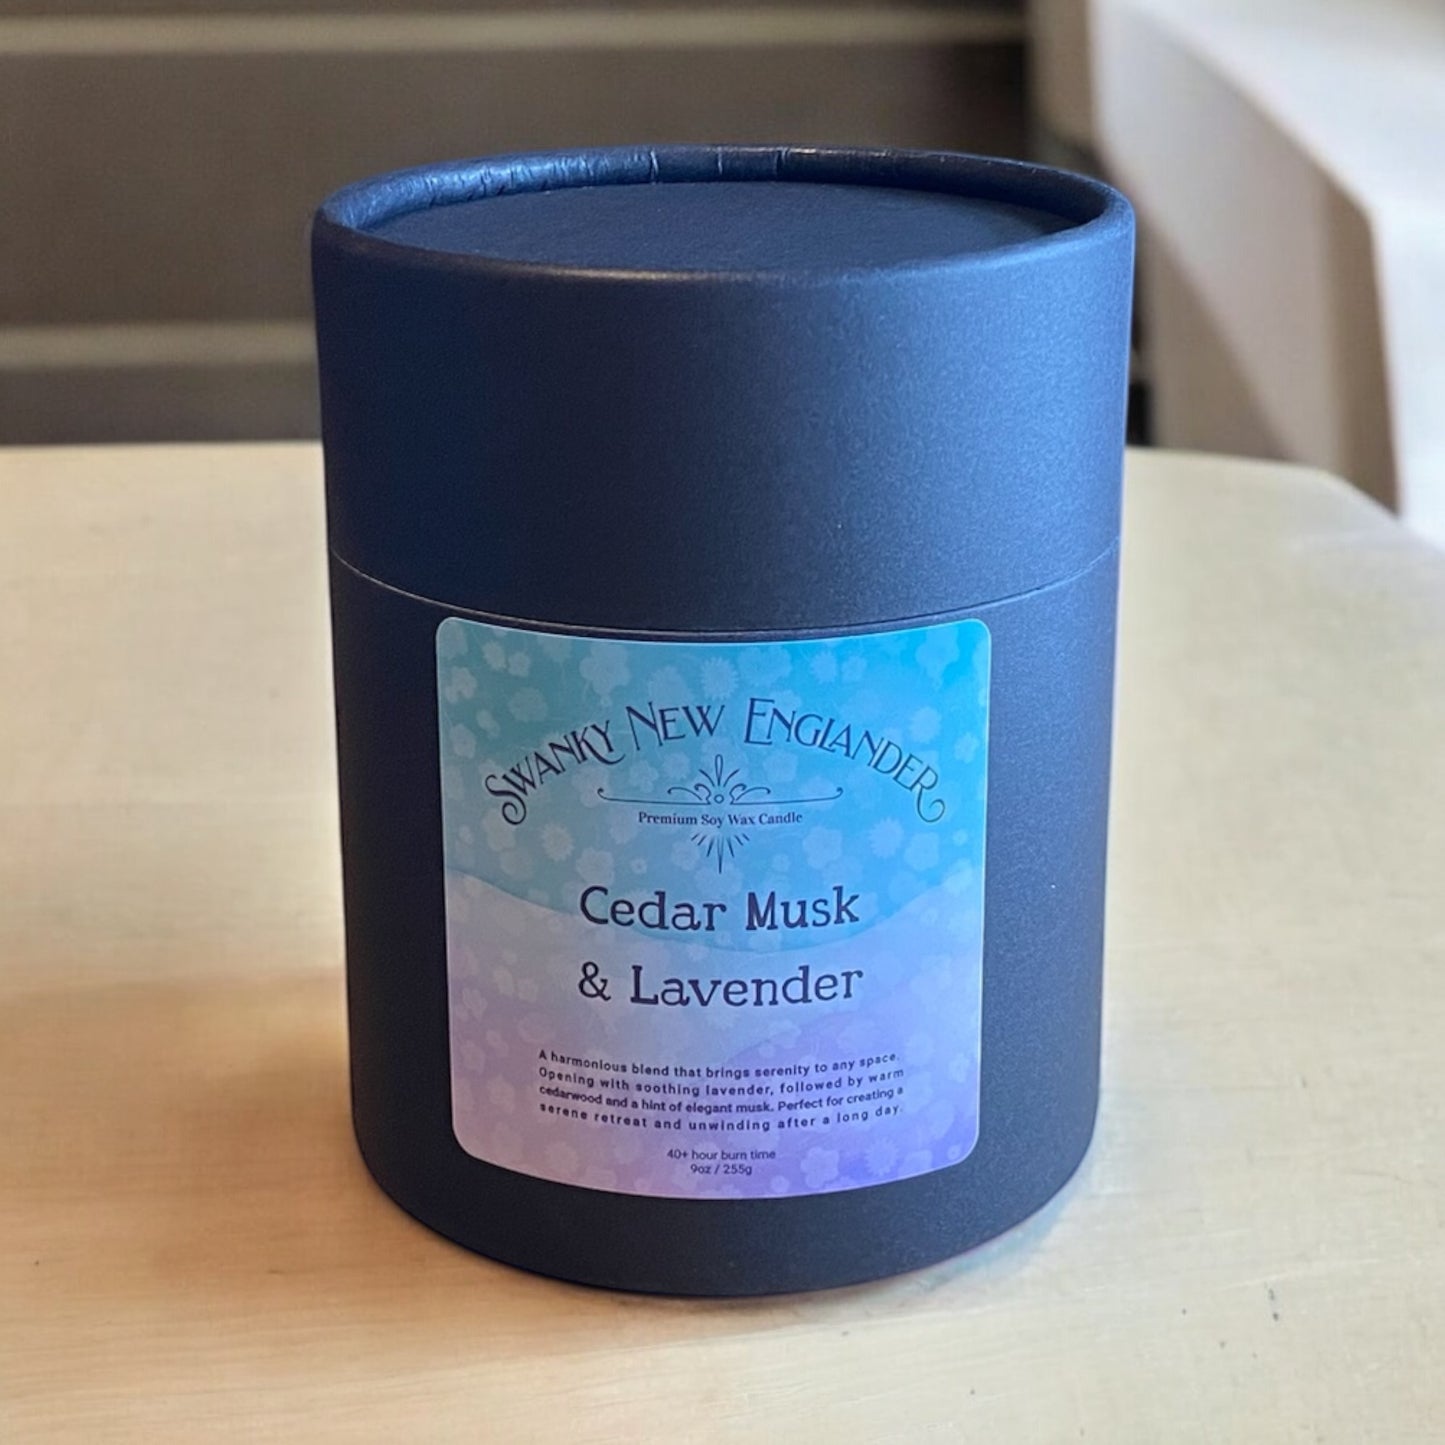 Swanky New Englander
Premium Soy Wax Candle
Cedar Musk
& Lavender
A harmonious blend that brings serenity to any space.
Opening with soothing lavender, followed by warm
cedarwood and a hint of elegant musk. Perfect for creating a
serene retreat and unwinding after a long day.
40+ hour burn time
9oz / 255g